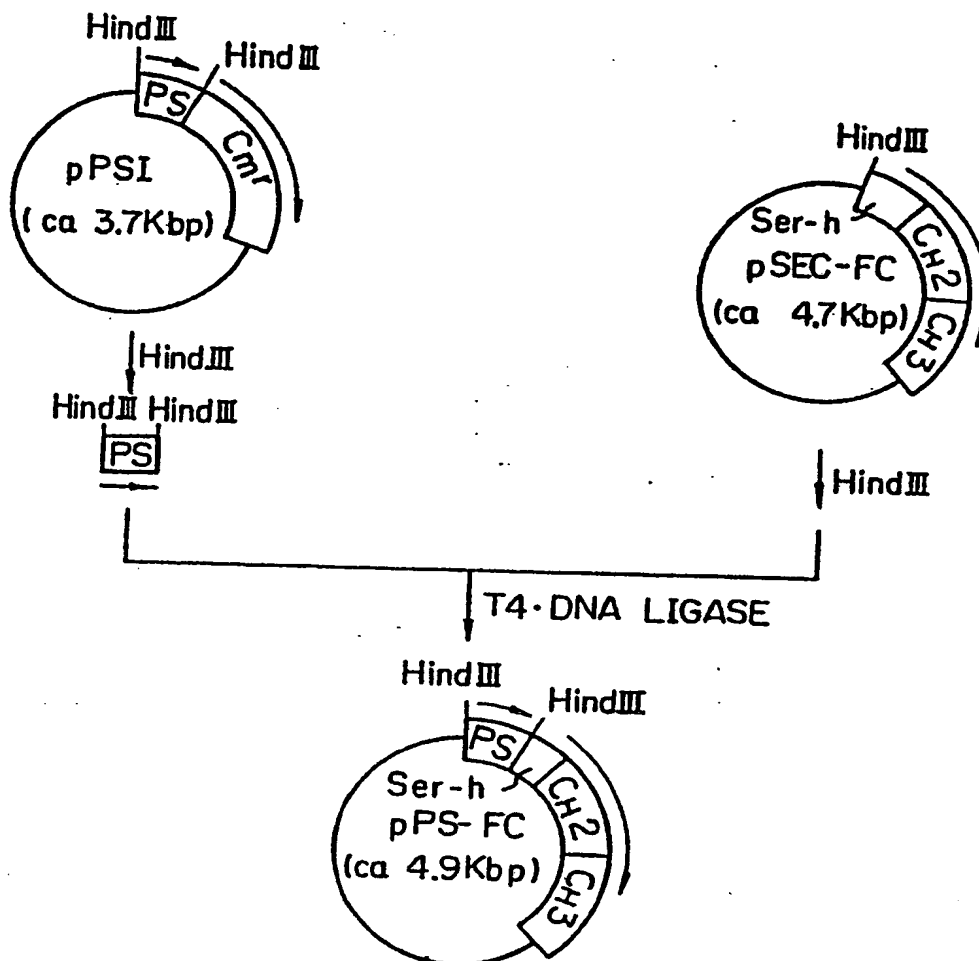 HindⅢ
HindⅢ
PS
Cmʳ
pPSI
(ca 3.7Kbp)
HindⅢ
HindⅢ HindⅢ
PS
HindⅢ
Ser-h
CH2
pSEC-FC
(ca 4.7Kbp)
CH3
HindⅢ
T4·DNA LIGASE
HindⅢ
HindⅢ
PS
Ser-h
CH2
pPS-FC
(ca 4.9Kbp)
CH3